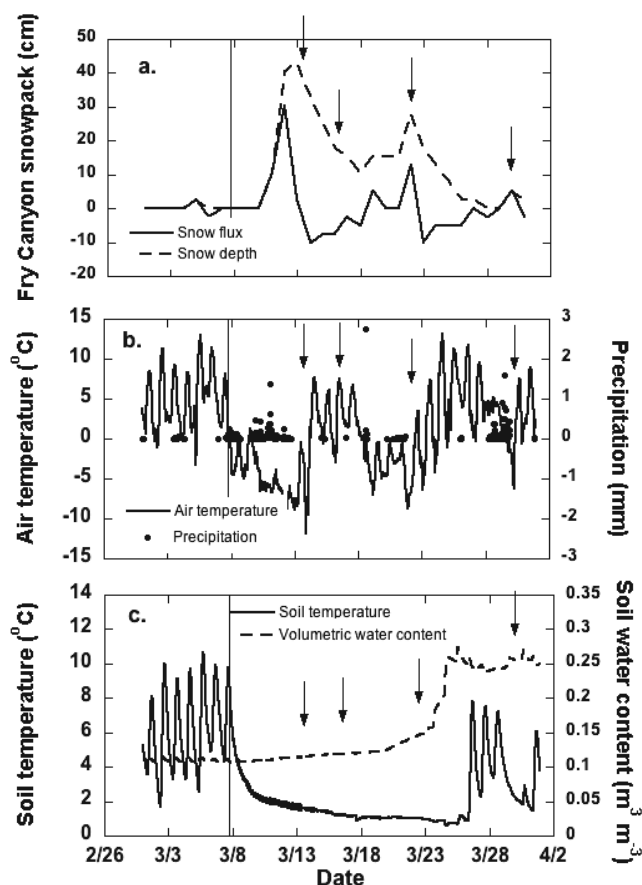 Fry Canyon snowpack (cm)
50
40
30
20
10
0
-10
-20
a.
Snow flux
Snow depth
Air temperature (⁰C)
15
10
5
0
-5
-10
-15
b.
Air temperature
Precipitation
3
2
1
0
-1
-2
-3
Precipitation (mm)
Soil temperature (⁰C)
14
12
10
8
6
4
2
0
c.
Soil temperature
Volumetric water content
0.35
0.3
0.25
0.2
0.15
0.1
0.05
0
Soil water content (m³ m⁻³)
2/26 3/3 3/8 3/13 3/18 3/23 3/28 4/2
Date